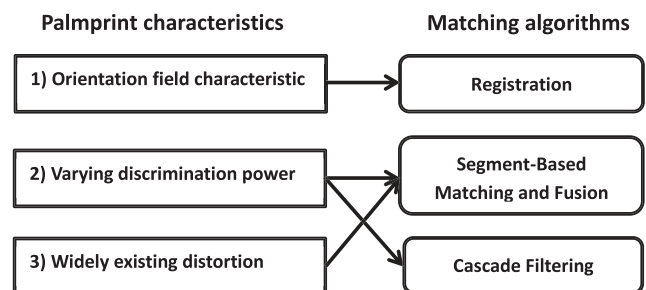 Palmprint characteristics
Matching algorithms
1) Orientation field characteristic
Registration
2) Varying discrimination power
Segment-Based
Matching and Fusion
3) Widely existing distortion
Cascade Filtering